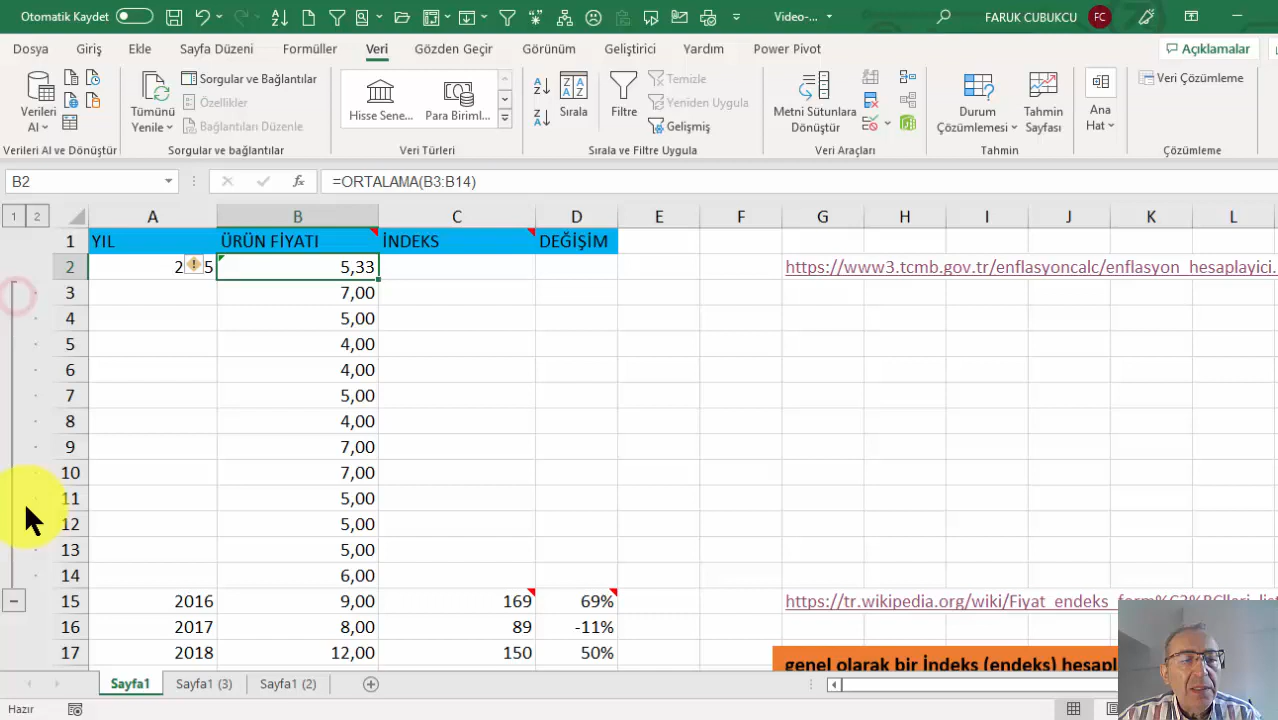 Otomatik Kaydet
Video-...
FARUK CUBUKCU
FC
Dosya Giriş Ekle Sayfa Düzeni Formüller Veri Gözden Geçir Görünüm Geliştirici Yardım Power Pivot
Açıklamalar
Verileri Al
Tümünü Yenile
Sorgular ve Bağlantılar
Özellikler
Bağlantıları Düzenle
Hisse Sene...
Para Biriml...
Sırala
Filtre
Temizle
Yeniden Uygula
Gelişmiş
Metni Sütunlara Dönüştür
Durum Çözümlemesi
Tahmin Sayfası
Ana Hat
Veri Çözümleme
Verileri Al ve Dönüştür Sorgular ve bağlantılar Veri Türleri Sırala ve Filtre Uygula Veri Araçları Tahmin Çözümleme
B2 fx =ORTALAMA(B3:B14)
1 2 A B C D E F G H I J K L
1 YIL ÜRÜN FİYATI İNDEKS DEĞİŞİM
2 2 5 5,33 https://www3.tcmb.gov.tr/enflasyoncalc/enflasyon_hesaplayici.
3 7,00
4 5,00
5 4,00
6 4,00
7 5,00
8 4,00
9 7,00
10 7,00
11 5,00
12 5,00
13 5,00
14 6,00
15 2016 9,00 169 69% https://tr.wikipedia.org/wiki/Fiyat_endeks_form%C3%BClleri_list
16 2017 8,00 89 -11%
17 2018 12,00 150 50% genel olarak bir İndeks (endeks) hesapl
Sayfa1 Sayfa1 (3) Sayfa1 (2)
Hazır